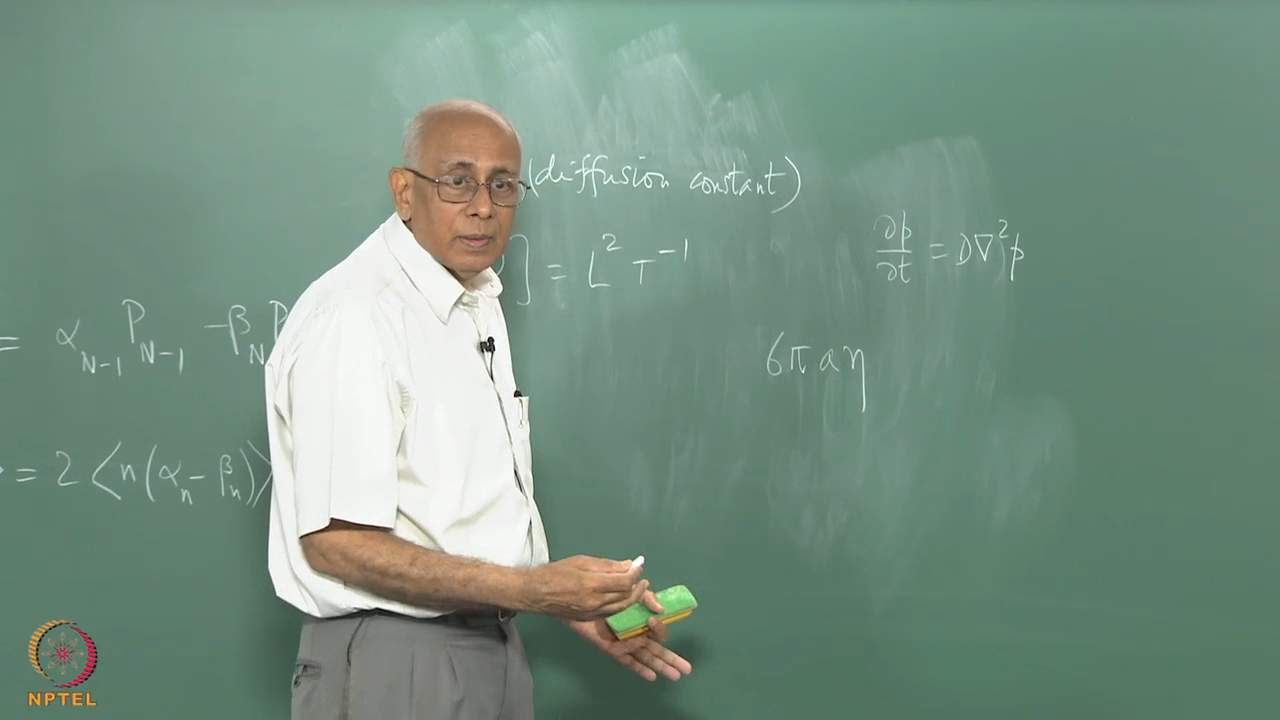 (diffusion constant)
] = L² T⁻¹
∂p/∂t = D∇²p
= α_{N-1} P_{N-1} - β_N P
6πaη
= 2 ⟨n(α_n - β_n)⟩
NPTEL